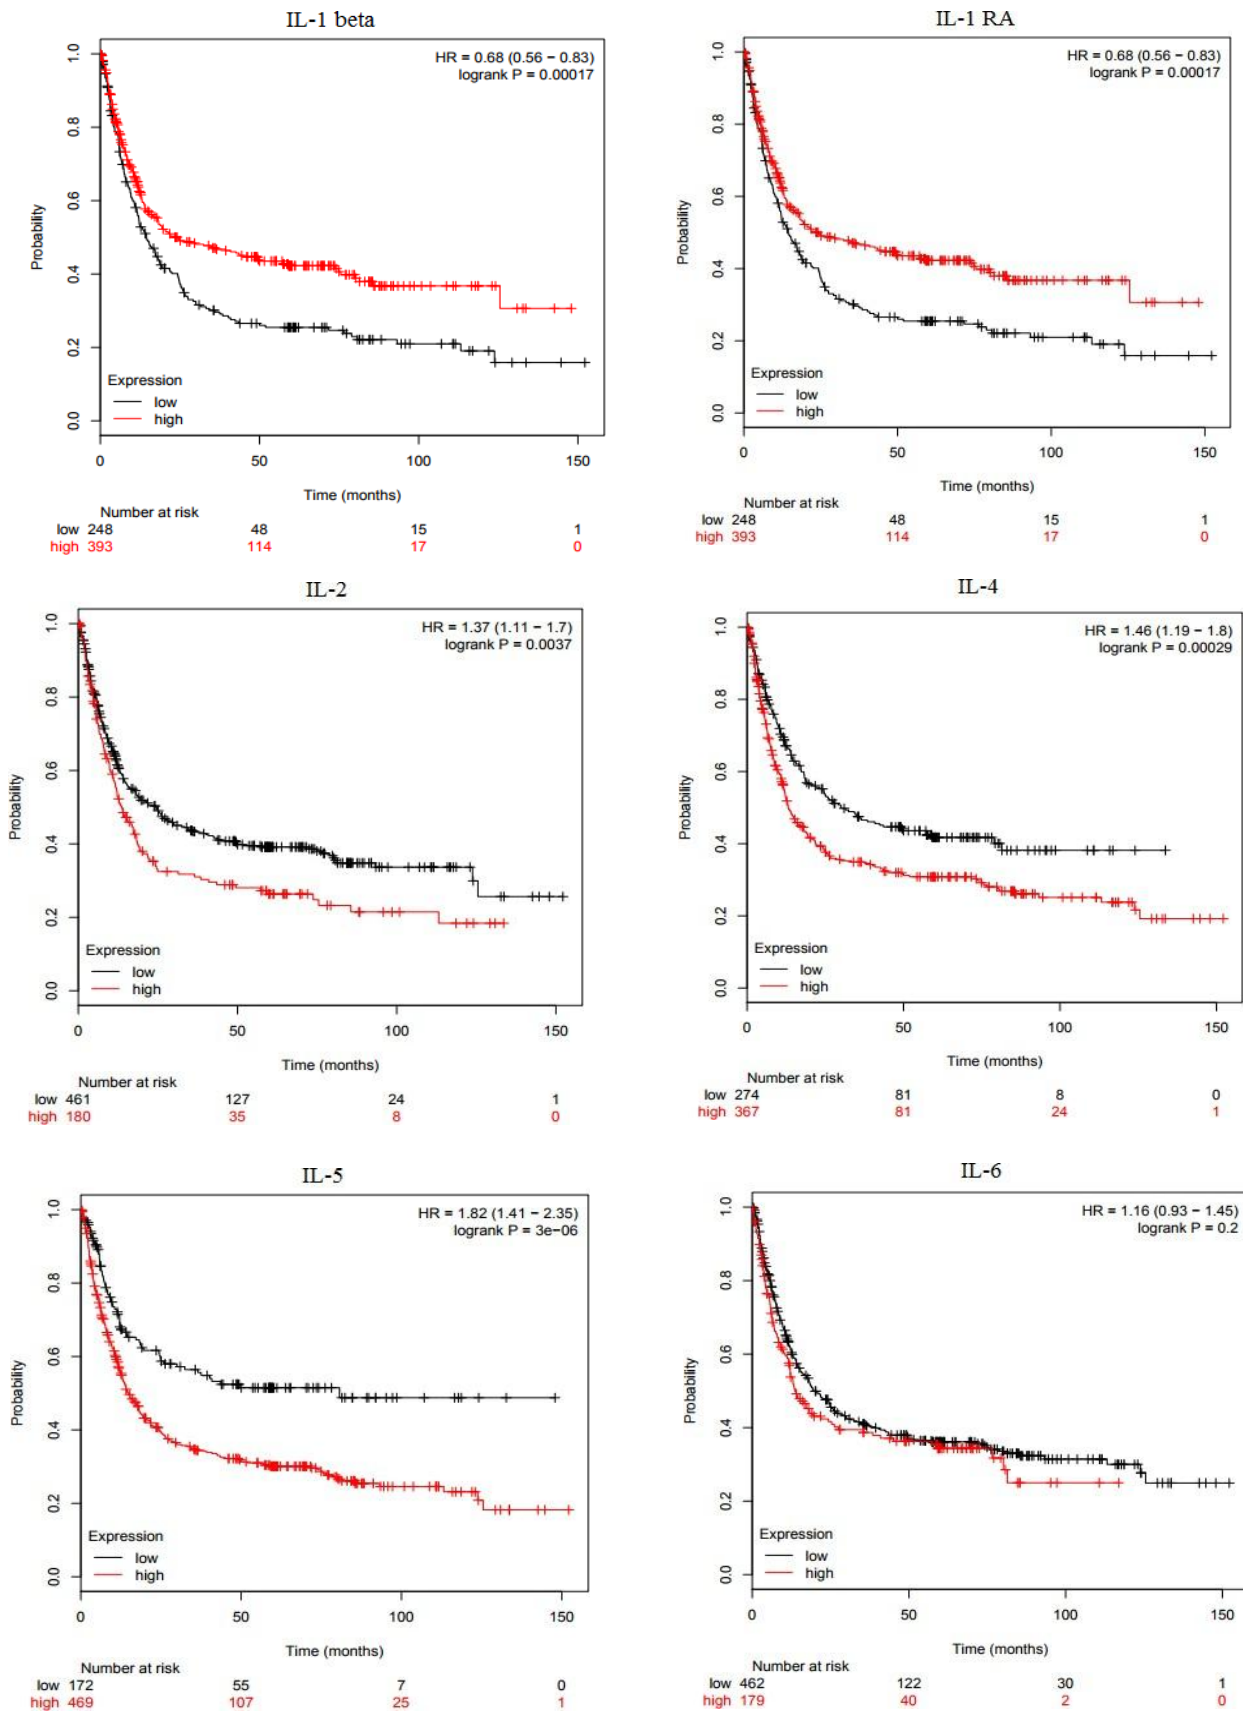 IL-1 beta
HR = 0.68 (0.56 − 0.83)
logrank P = 0.00017
Probability
1.0
0.8
0.6
0.4
0.2
0.0
Expression
low
high
0 50 100 150
Time (months)
Number at risk
low 248 48 15 1
high 393 114 17 0
IL-1 RA
HR = 0.68 (0.56 − 0.83)
logrank P = 0.00017
Probability
1.0
0.8
0.6
0.4
0.2
0.0
Expression
low
high
0 50 100 150
Time (months)
Number at risk
low 248 48 15 1
high 393 114 17 0
IL-2
HR = 1.37 (1.11 − 1.7)
logrank P = 0.0037
Probability
1.0
0.8
0.6
0.4
0.2
0.0
Expression
low
high
0 50 100 150
Time (months)
Number at risk
low 461 127 24 1
high 180 35 8 0
IL-4
HR = 1.46 (1.19 − 1.8)
logrank P = 0.00029
Probability
1.0
0.8
0.6
0.4
0.2
0.0
Expression
low
high
0 50 100 150
Time (months)
Number at risk
low 274 81 8 0
high 367 81 24 1
IL-5
HR = 1.82 (1.41 − 2.35)
logrank P = 3e−06
Probability
1.0
0.8
0.6
0.4
0.2
0.0
Expression
low
high
0 50 100 150
Time (months)
Number at risk
low 172 55 7 0
high 469 107 25 1
IL-6
HR = 1.16 (0.93 − 1.45)
logrank P = 0.2
Probability
1.0
0.8
0.6
0.4
0.2
0.0
Expression
low
high
0 50 100 150
Time (months)
Number at risk
low 462 122 30 1
high 179 40 2 0